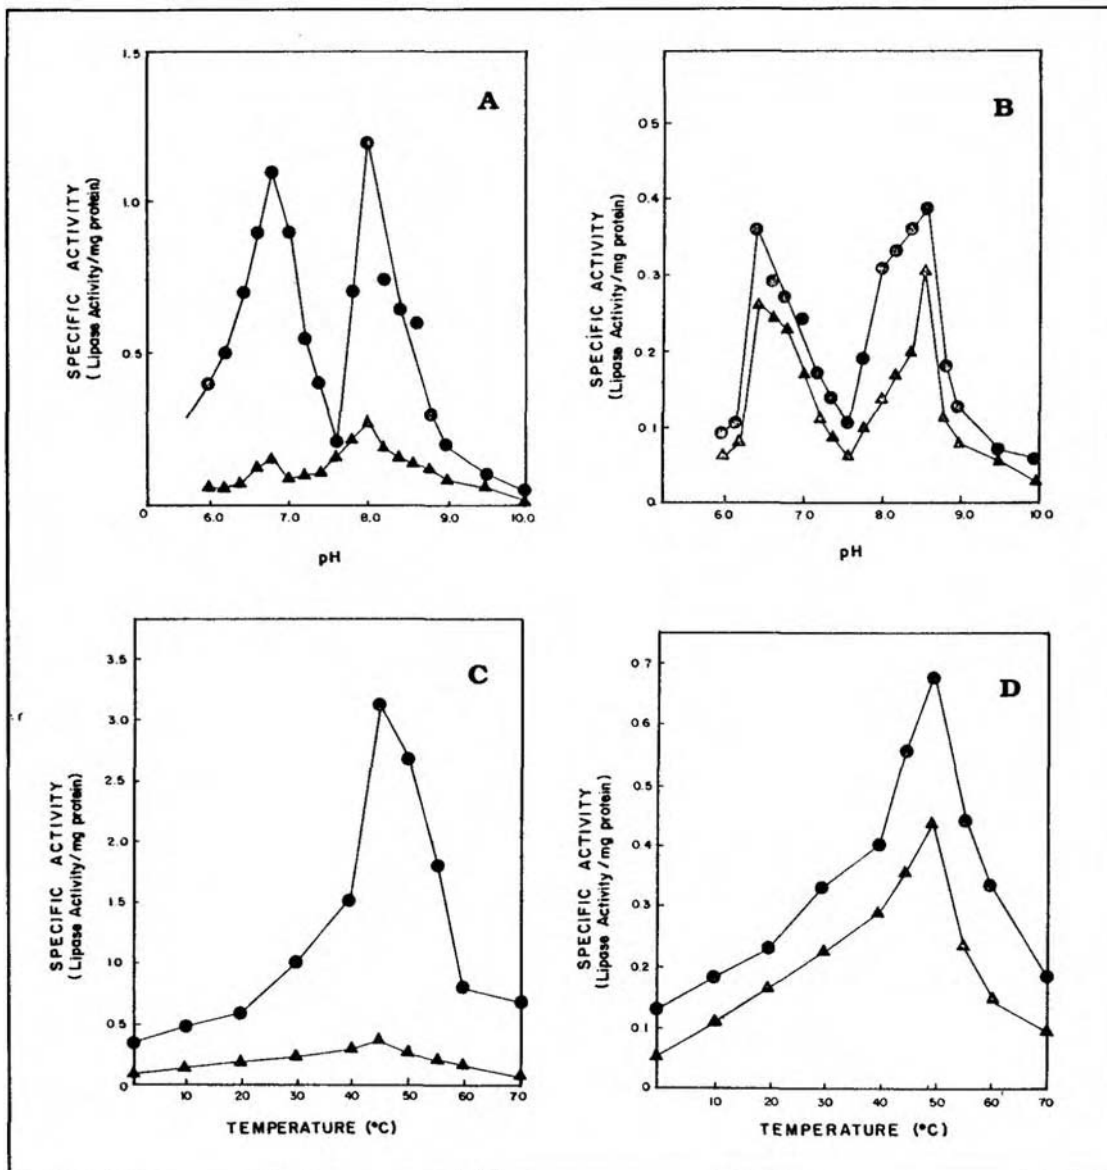 A
SPECIFIC ACTIVITY
(Lipase Activity/mg protein)
1.5
1.0
0.5
0 6.0 7.0 8.0 9.0 10.0
pH
B
SPECIFIC ACTIVITY
(Lipase Activity/mg protein)
0.5
0.4
0.3
0.2
0.1
0
6.0 7.0 8.0 9.0 10.0
pH
C
SPECIFIC ACTIVITY
(Lipase Activity/mg protein)
3.5
3.0
2.5
2.0
1.5
1.0
0.5
0
10 20 30 40 50 60 70
TEMPERATURE (°C)
D
SPECIFIC ACTIVITY
(Lipase Activity/mg protein)
0.7
0.6
0.5
0.4
0.3
0.2
0.1
0
10 20 30 40 50 60 70
TEMPERATURE (°C)